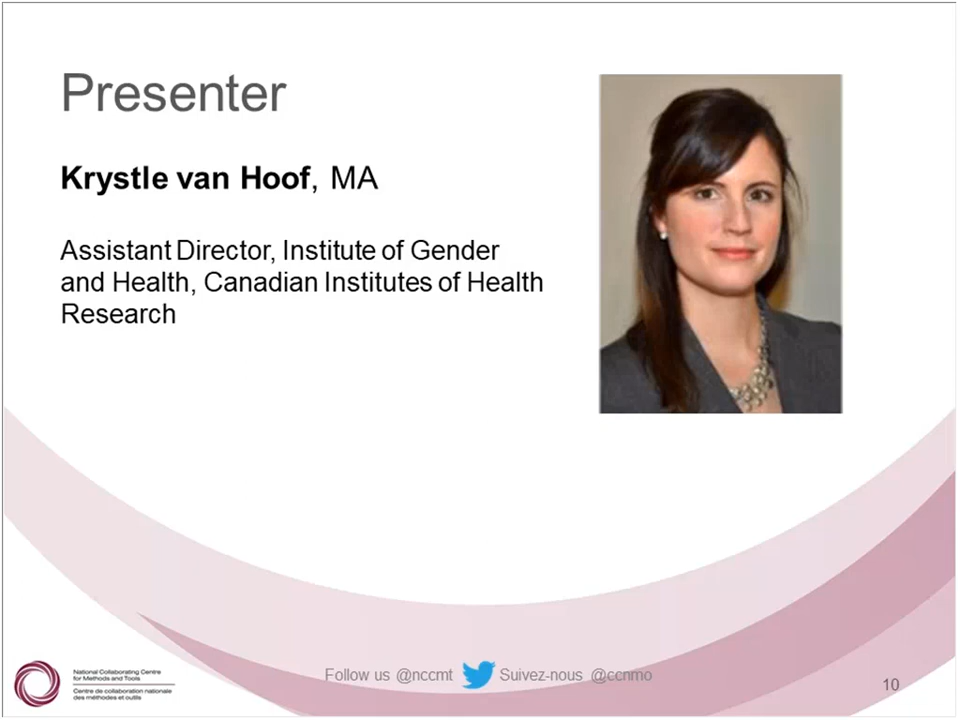 Presenter
Krystle van Hoof, MA
Assistant Director, Institute of Gender
and Health, Canadian Institutes of Health
Research
National Collaborating Centre
for Methods and Tools
Centre de collaboration nationale
des méthodes et outils
Follow us @nccmt Suivez-nous @ccnmo
10